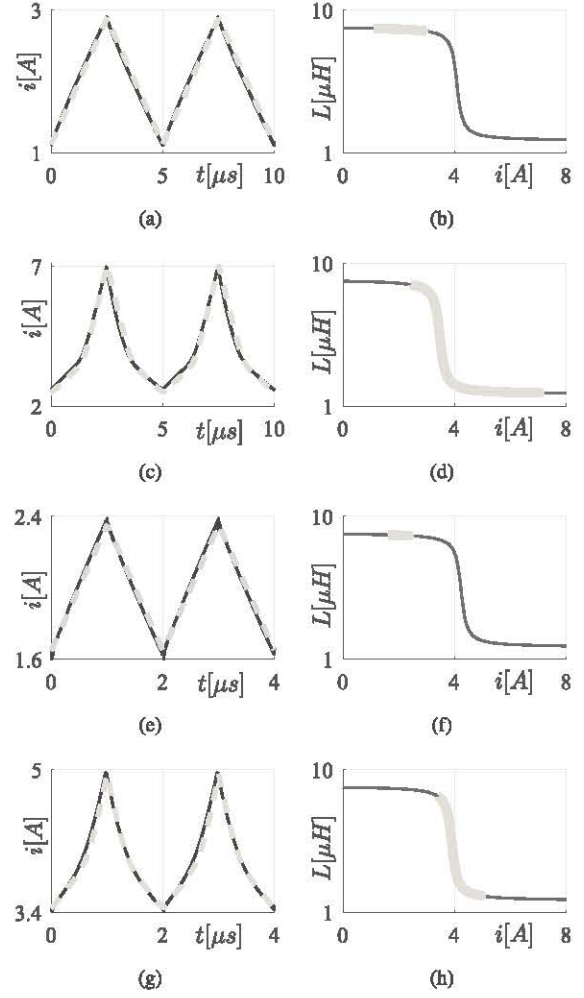 3
i[A]
1
0 5 t[μs] 10
(a)
10
L[μH]
1
0 4 i[A] 8
(b)
7
i[A]
2
0 5 t[μs] 10
(c)
10
L[μH]
1
0 4 i[A] 8
(d)
2.4
i[A]
1.6
0 2 t[μs] 4
(e)
10
L[μH]
1
0 4 i[A] 8
(f)
5
i[A]
3.4
0 2 t[μs] 4
(g)
10
L[μH]
1
0 4 i[A] 8
(h)